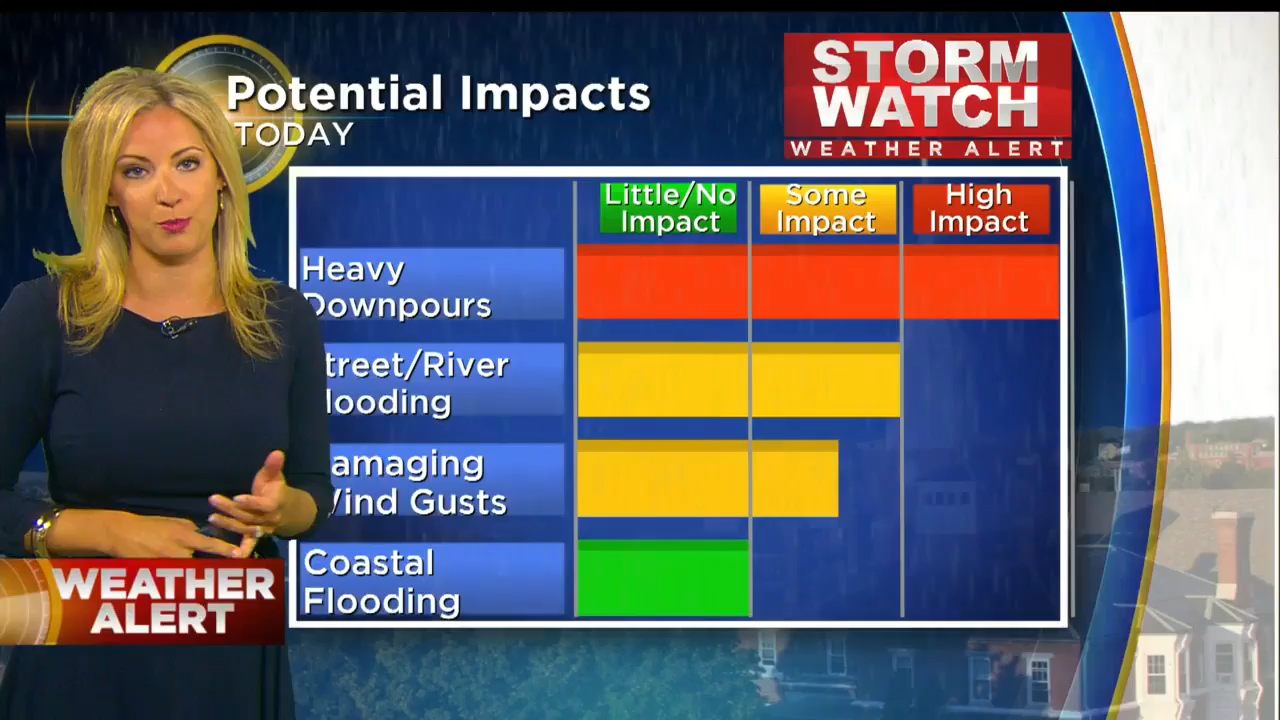 Potential Impacts
TODAY
STORM
WATCH
WEATHER ALERT
Little/No
Impact
Some
Impact
High
Impact
Heavy
Downpours
treet/River
looding
amaging
ind Gusts
Coastal
Flooding
WEATHER
ALERT